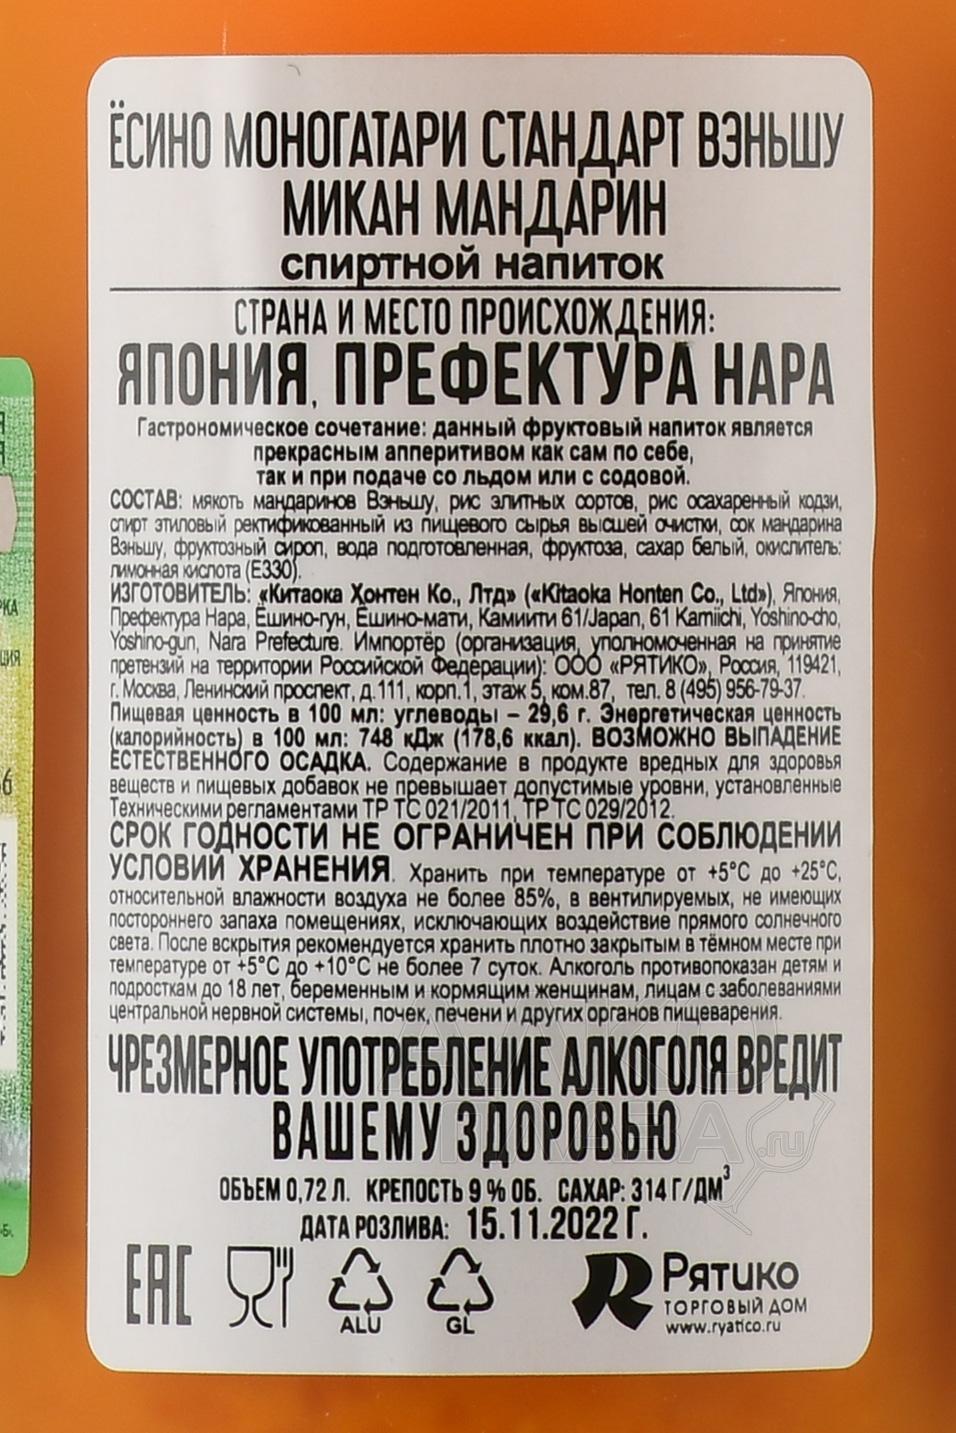 ЁСИНО МОНОГАТАРИ СТАНДАРТ ВЭНЬШУ
МИКАН МАНДАРИН
спиртной напиток
СТРАНА И МЕСТО ПРОИСХОЖДЕНИЯ:
ЯПОНИЯ, ПРЕФЕКТУРА НАРА
Гастрономическое сочетание: данный фруктовый напиток является
прекрасным апперитивом как сам по себе,
так и при подаче со льдом или с содовой.
СОСТАВ: мякоть мандаринов Вэньшу, рис элитных сортов, рис осахаренный кодзи,
спирт этиловый ректификованный из пищевого сырья высшей очистки, сок мандарина
Вэньшу, фруктозный сироп, вода подготовленная, фруктоза, сахар белый, окислитель:
лимонная кислота (Е330).
ИЗГОТОВИТЕЛЬ: «Китаока Хонтен Ко., Лтд» («Kitaoka Honten Co., Ltd»), Япония,
Префектура Нара, Ёшино-гун, Ёшино-мати, Камиити 61/Japan, 61 Kamiichi, Yoshino-cho,
Yoshino-gun, Nara Prefecture. Импортёр (организация, уполномоченная на принятие
претензий на территории Российской Федерации): ООО «РЯТИКО», Россия, 119421,
г. Москва, Ленинский проспект, д.111, корп.1, этаж 5, ком.87, тел. 8 (495) 956-79-37.
Пищевая ценность в 100 мл: углеводы – 29,6 г. Энергетическая ценность
(калорийность) в 100 мл: 748 кДж (178,6 ккал). ВОЗМОЖНО ВЫПАДЕНИЕ
ЕСТЕСТВЕННОГО ОСАДКА. Содержание в продукте вредных для здоровья
веществ и пищевых добавок не превышает допустимые уровни, установленные
Техническими регламентами ТР ТС 021/2011, ТР ТС 029/2012.
СРОК ГОДНОСТИ НЕ ОГРАНИЧЕН ПРИ СОБЛЮДЕНИИ
УСЛОВИЙ ХРАНЕНИЯ. Хранить при температуре от +5°С до +25°С,
относительной влажности воздуха не более 85%, в вентилируемых, не имеющих
постороннего запаха помещениях, исключающих воздействие прямого солнечного
света. После вскрытия рекомендуется хранить плотно закрытым в тёмном месте при
температуре от +5°С до +10°С не более 7 суток. Алкоголь противопоказан детям и
подросткам до 18 лет, беременным и кормящим женщинам, лицам с заболеваниями
центральной нервной системы, почек, печени и других органов пищеварения.
ЧРЕЗМЕРНОЕ УПОТРЕБЛЕНИЕ АЛКОГОЛЯ ВРЕДИТ
ВАШЕМУ ЗДОРОВЬЮ
ОБЪЕМ 0,72 Л. КРЕПОСТЬ 9 % ОБ. САХАР: 314 Г/ДМ³
ДАТА РОЗЛИВА: 15.11.2022 Г.
EAC
ALU
GL
РЯТИКО
ТОРГОВЫЙ ДОМ
www.ryatico.ru